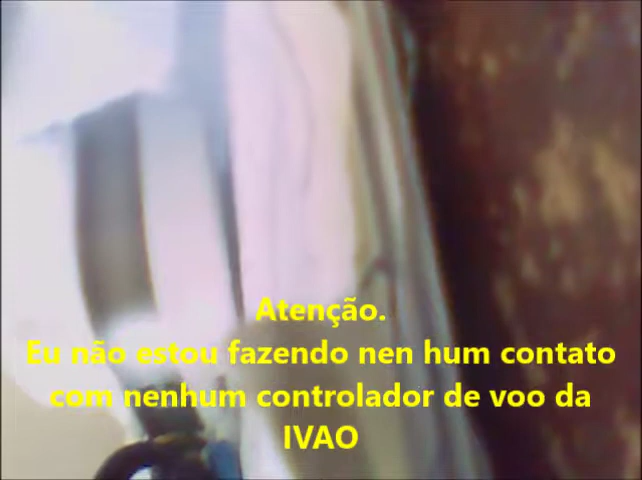 Atenção.
Eu não estou fazendo nen hum contato
com nenhum controlador de voo da
IVAO